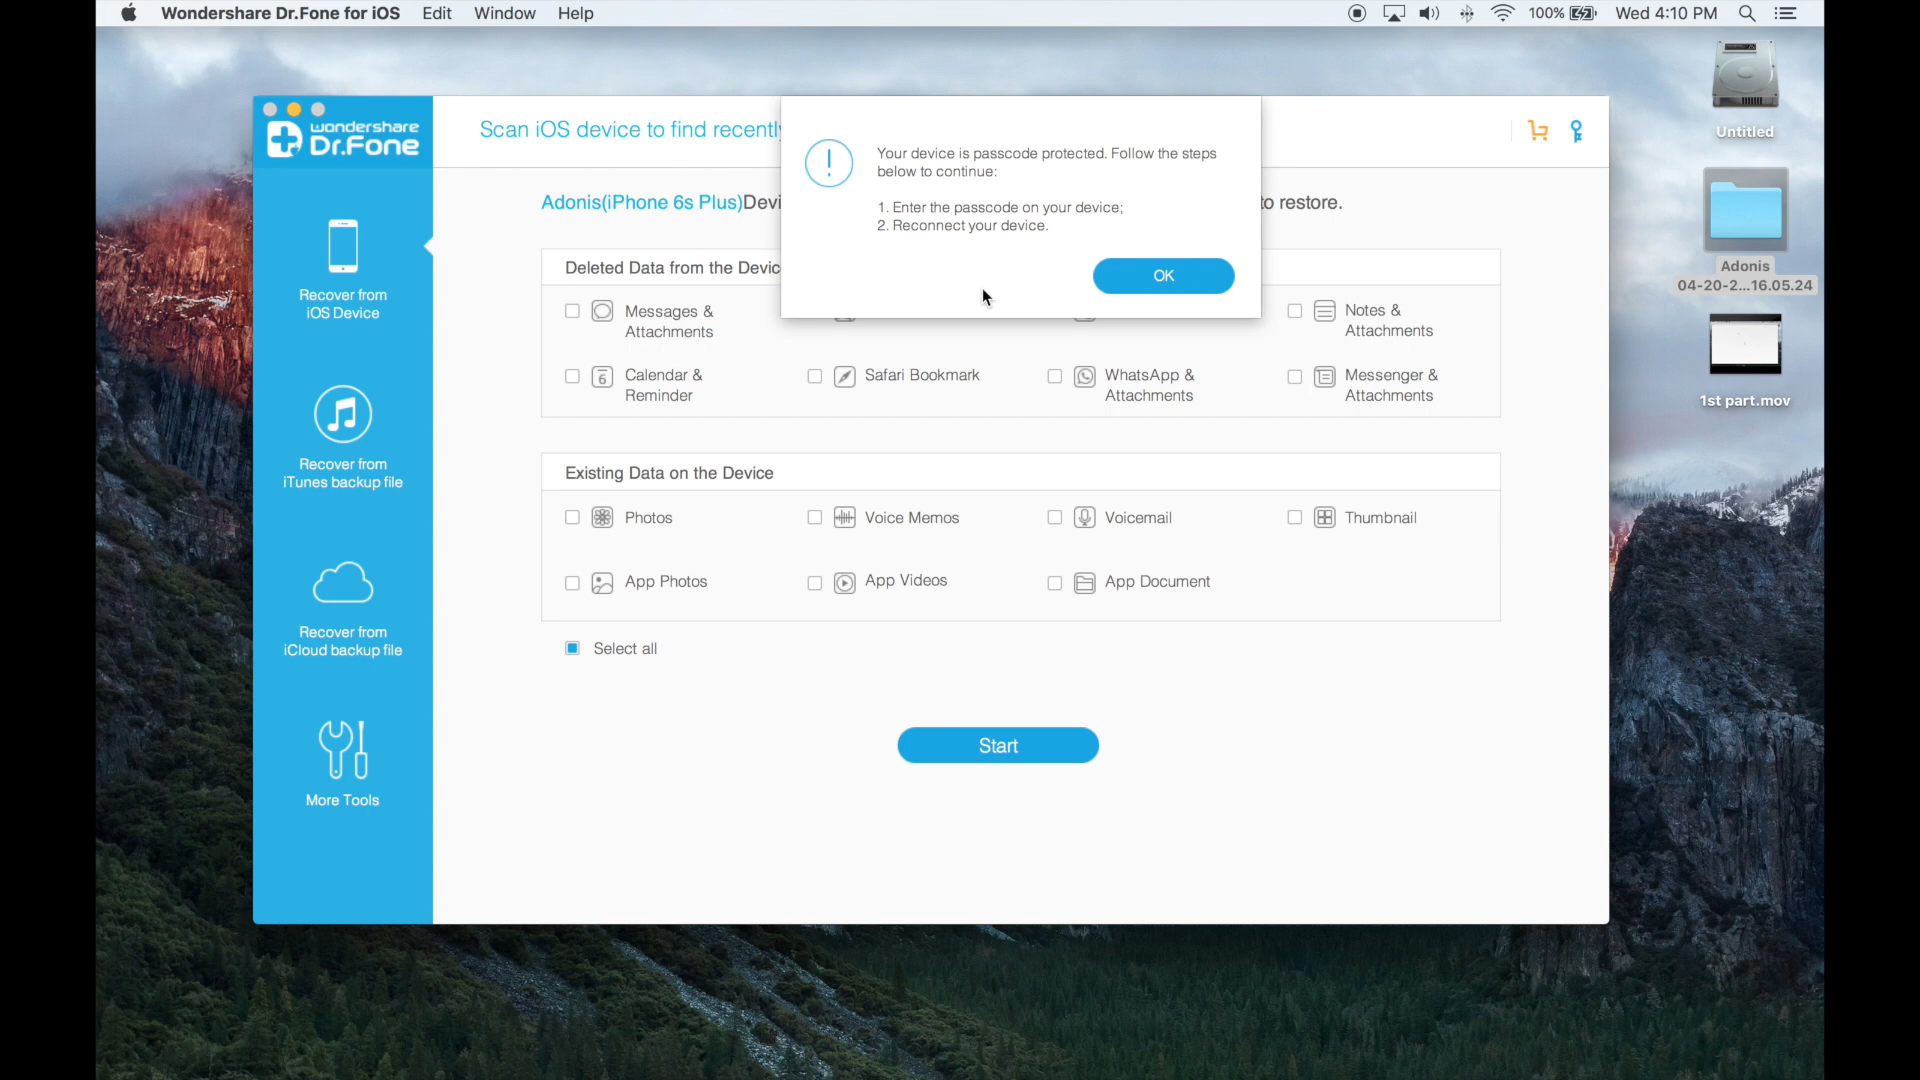 Wondershare Dr.Fone for iOS Edit Window Help 100% Wed 4:10 PM
Untitled
Adonis
04-20-2...16.05.24
1st part.mov
wondershare
Dr.Fone
Recover from
iOS Device
Recover from
iTunes backup file
Recover from
iCloud backup file
More Tools
Scan iOS device to find recently
Adonis(iPhone 6s Plus)Devi
to restore.
Your device is passcode protected. Follow the steps
below to continue:
1. Enter the passcode on your device;
2. Reconnect your device.
OK
Deleted Data from the Devic
Messages &
Attachments
Notes &
Attachments
6
Calendar &
Reminder
Safari Bookmark
WhatsApp &
Attachments
Messenger &
Attachments
Existing Data on the Device
Photos
Voice Memos
Voicemail
Thumbnail
App Photos
App Videos
App Document
Select all
Start